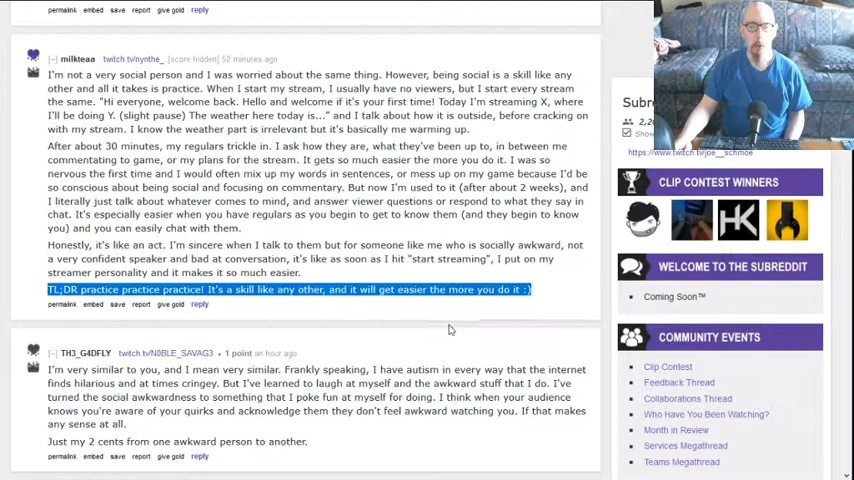 permalink embed save report give gold reply
[–] milkteaa twitch.tv/nynthe_ [score hidden] 52 minutes ago
I'm not a very social person and I was worried about the same thing. However, being social is a skill like any
other and all it takes is practice. When I start my stream, I usually have no viewers, but I start every stream
the same. "Hi everyone, welcome back. Hello and welcome if it's your first time! Today I'm streaming X, where
I'll be doing Y. (slight pause) The weather here today is..." and I talk about how it is outside, before cracking on
with my stream. I know the weather part is irrelevant but it's basically me warming up.
After about 30 minutes, my regulars trickle in. I ask how they are, what they've been up to, in between me
commentating to game, or my plans for the stream. It gets so much easier the more you do it. I was so
nervous the first time and I would often mix up my words in sentences, or mess up on my game because I'd be
so conscious about being social and focusing on commentary. But now I'm used to it (after about 2 weeks), and
I literally just talk about whatever comes to mind, and answer viewer questions or respond to what they say in
chat. It's especially easier when you have regulars as you begin to get to know them (and they begin to know
you) and you can easily chat with them.
Honestly, it's like an act. I'm sincere when I talk to them but for someone like me who is socially awkward, not
a very confident speaker and bad at conversation, it's like as soon as I hit "start streaming", I put on my
streamer personality and it makes it so much easier.
TL;DR practice practice practice! It's a skill like any other, and it will get easier the more you do it :)
permalink embed save report give gold reply
[–] TH3_G4DFLY twitch.tv/N0BLE_SAVAG3 • 1 point an hour ago
I'm very similar to you, and I mean very similar. Frankly speaking, I have autism in every way that the internet
finds hilarious and at times cringey. But I've learned to laugh at myself and the awkward stuff that I do. I've
turned the social awkwardness to something that I poke fun at myself for doing. I think when your audience
knows you're aware of your quirks and acknowledge them they don't feel awkward watching you. If that makes
any sense at all.
Just my 2 cents from one awkward person to another.
permalink embed save report give gold reply
Subre
2,2
Show
https://www.twitch.tv/joe__schmoe
CLIP CONTEST WINNERS
HK
WELCOME TO THE SUBREDDIT
Coming Soon™
COMMUNITY EVENTS
Clip Contest
Feedback Thread
Collaborations Thread
Who Have You Been Watching?
Month in Review
Services Megathread
Teams Megathread